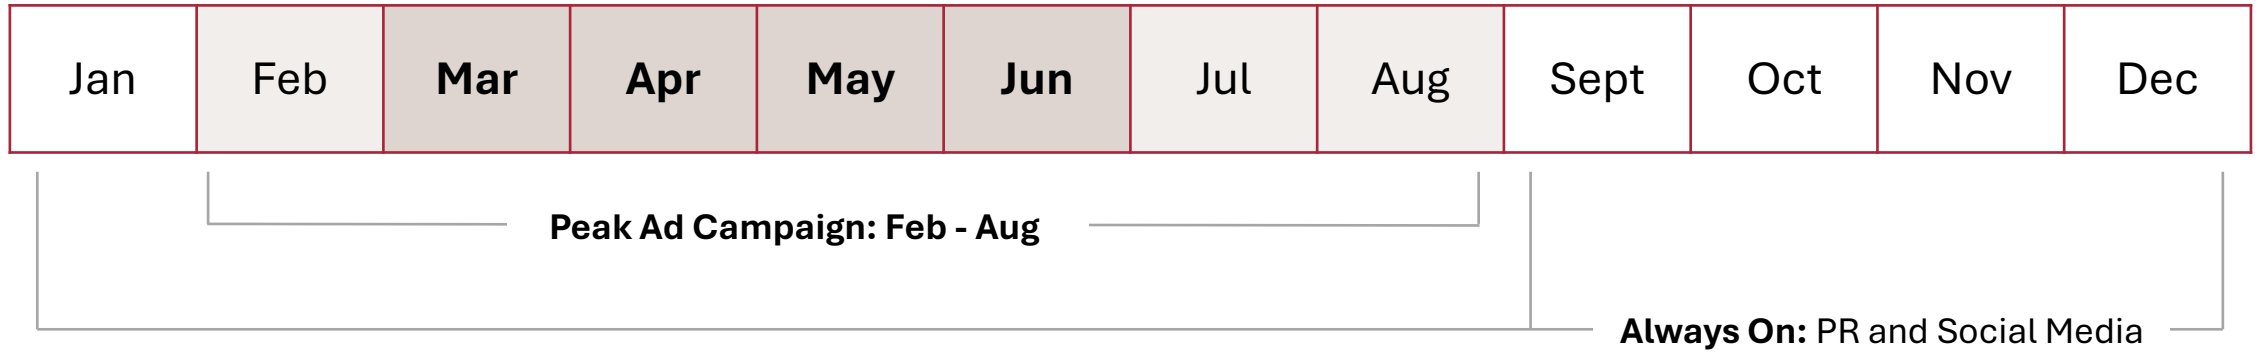 Jan Feb Mar Apr May Jun Jul Aug Sept Oct Nov Dec
Peak Ad Campaign: Feb - Aug
Always On: PR and Social Media